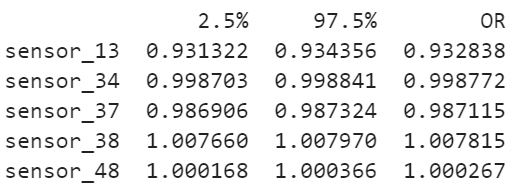 2.5% 97.5% OR
sensor_13 0.931322 0.934356 0.932838
sensor_34 0.998703 0.998841 0.998772
sensor_37 0.986906 0.987324 0.987115
sensor_38 1.007660 1.007970 1.007815
sensor_48 1.000168 1.000366 1.000267